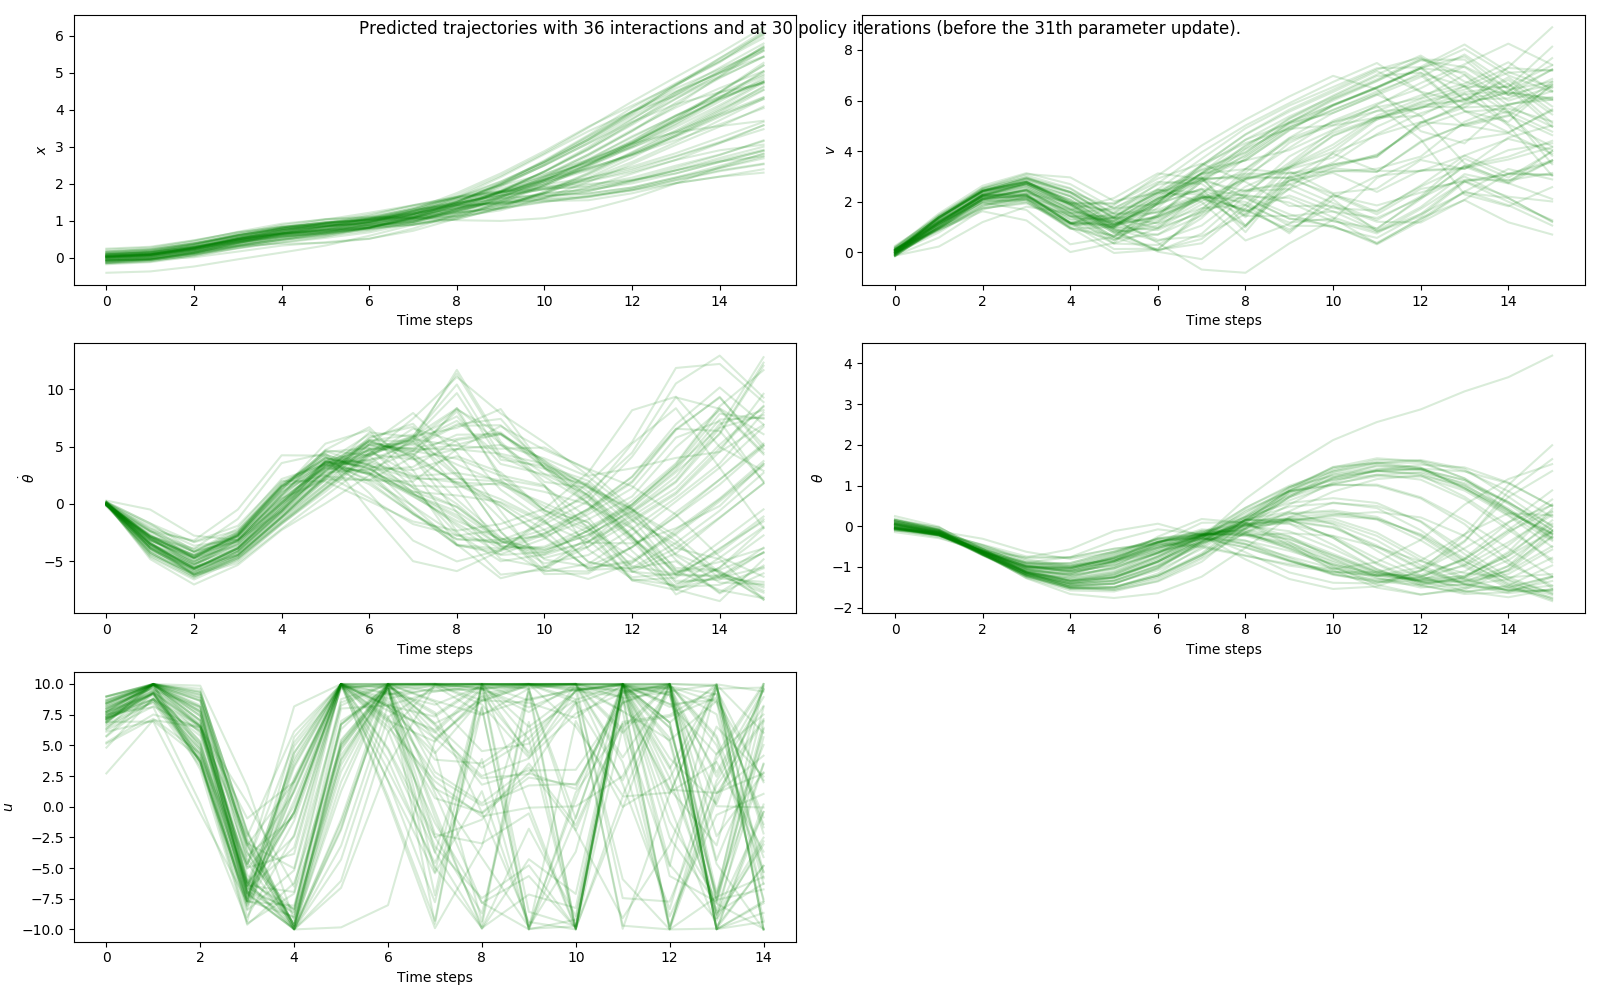 Predicted trajectories with 36 interactions and at 30 policy iterations (before the 31th parameter update).
6
5
4
3
2
1
0
x
0 2 4 6 8 10 12 14
Time steps
8
6
4
2
0
v
0 2 4 6 8 10 12 14
Time steps
10
5
0
−5
θ̇
0 2 4 6 8 10 12 14
Time steps
4
3
2
1
0
−1
−2
θ
0 2 4 6 8 10 12 14
Time steps
10.0
7.5
5.0
2.5
0.0
−2.5
−5.0
−7.5
−10.0
u
0 2 4 6 8 10 12 14
Time steps